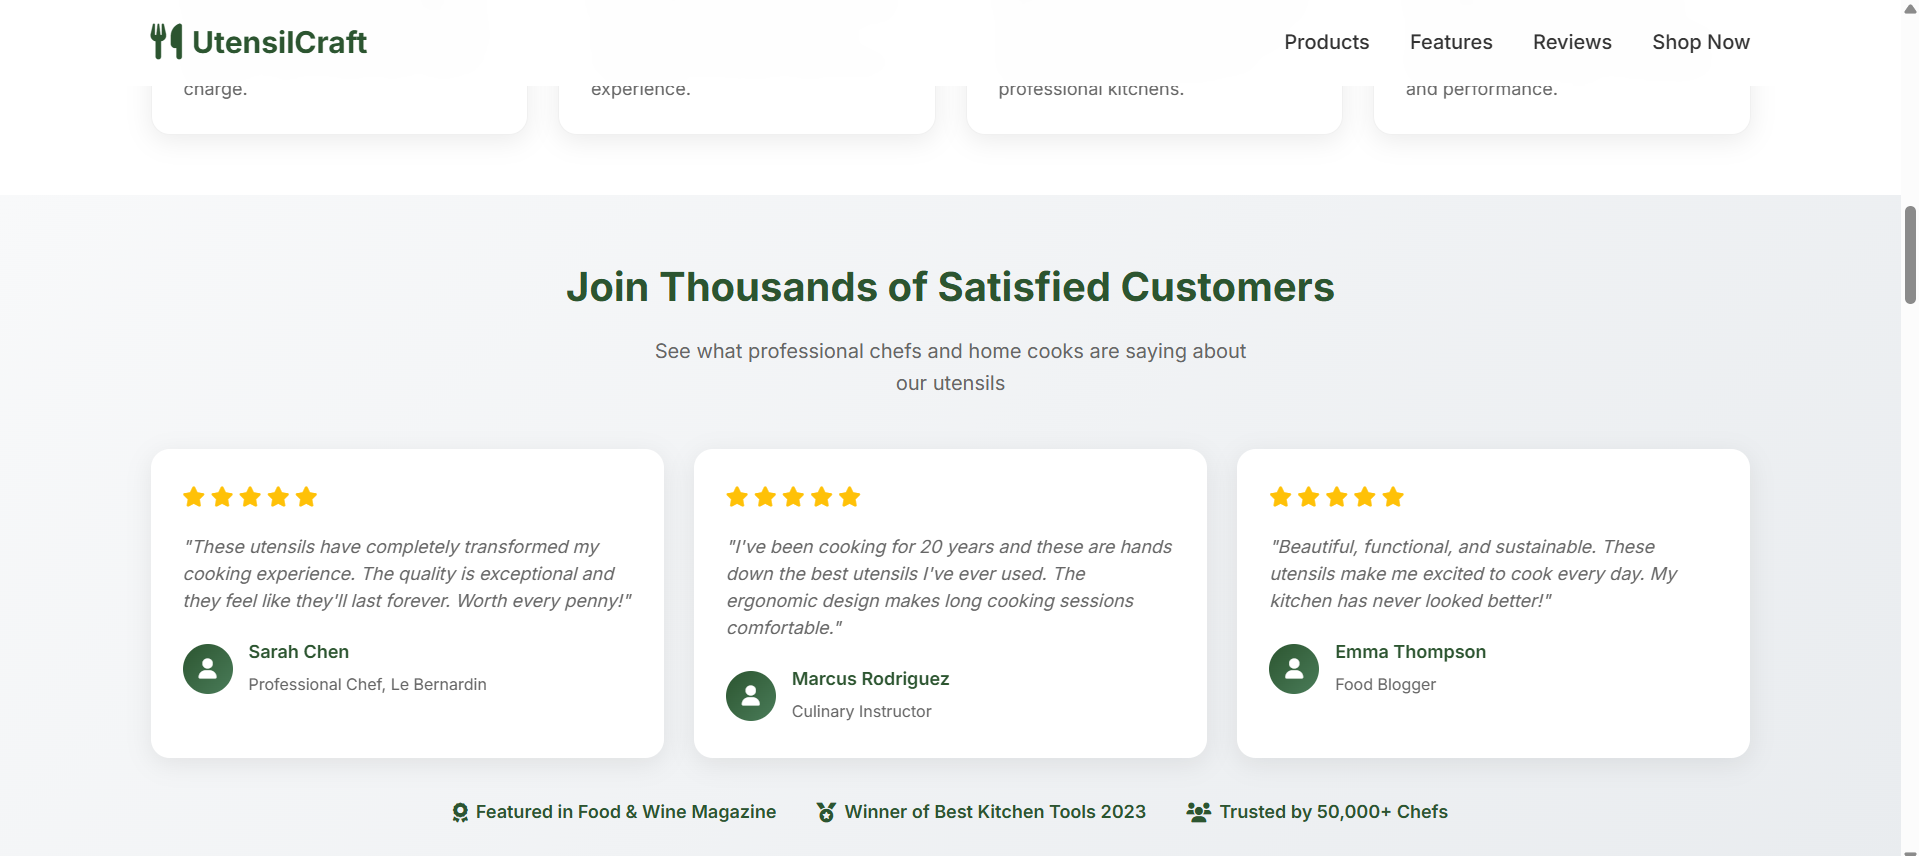 UtensilCraft
Products
Features
Reviews
Shop Now
charge.
experience.
professional kitchens.
and performance.
Join Thousands of Satisfied Customers
See what professional chefs and home cooks are saying about
our utensils
"These utensils have completely transformed my
cooking experience. The quality is exceptional and
they feel like they'll last forever. Worth every penny!"
Sarah Chen
Professional Chef, Le Bernardin
"I've been cooking for 20 years and these are hands
down the best utensils I've ever used. The
ergonomic design makes long cooking sessions
comfortable."
Marcus Rodriguez
Culinary Instructor
"Beautiful, functional, and sustainable. These
utensils make me excited to cook every day. My
kitchen has never looked better!"
Emma Thompson
Food Blogger
Featured in Food & Wine Magazine
Winner of Best Kitchen Tools 2023
Trusted by 50,000+ Chefs